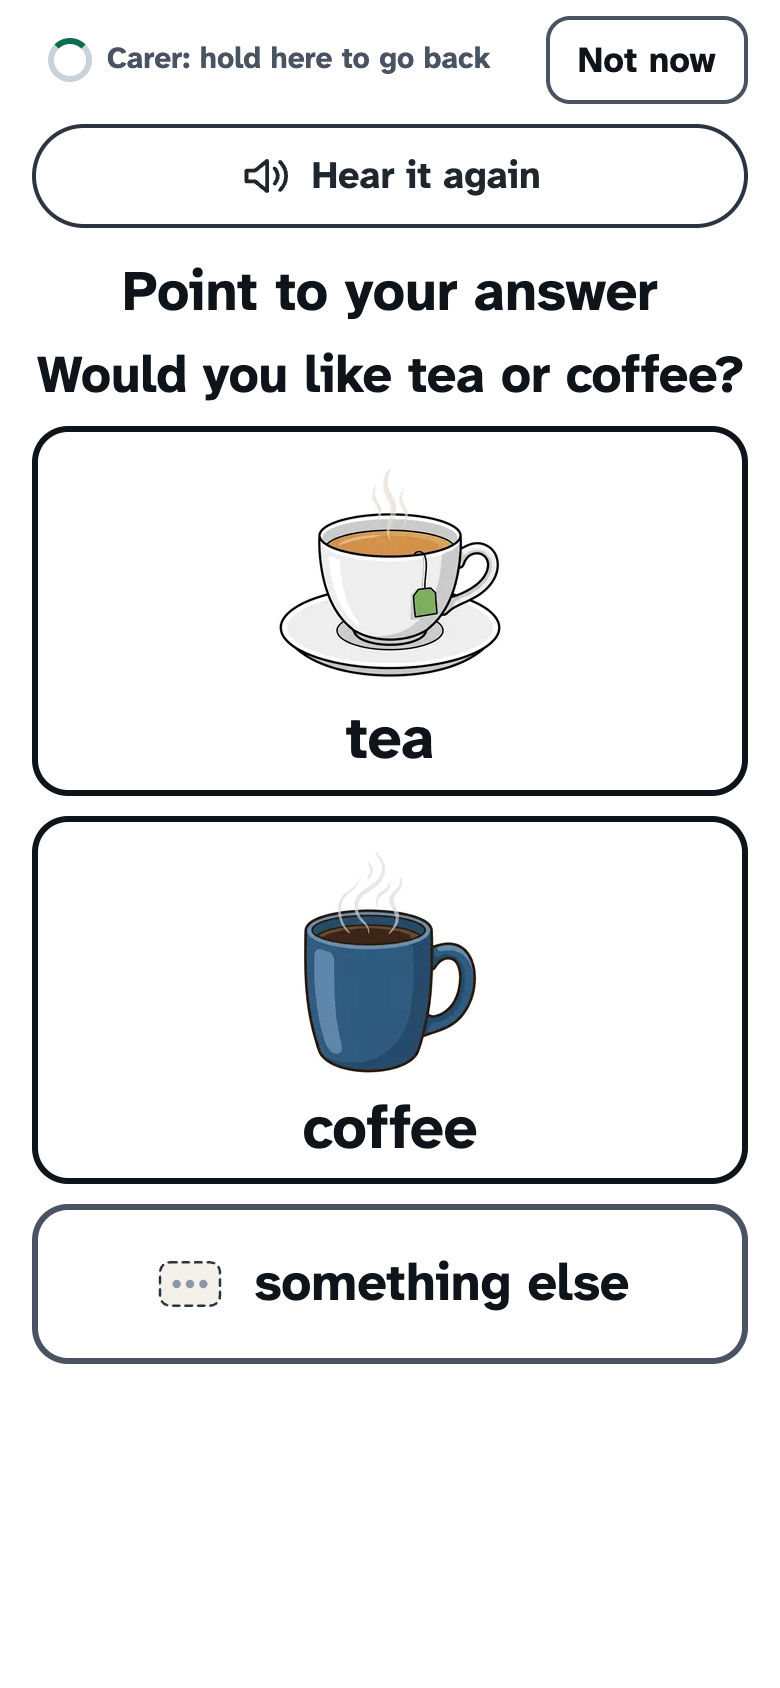 Carer: hold here to go back
Not now
Hear it again
Point to your answer
Would you like tea or coffee?
tea
coffee
something else